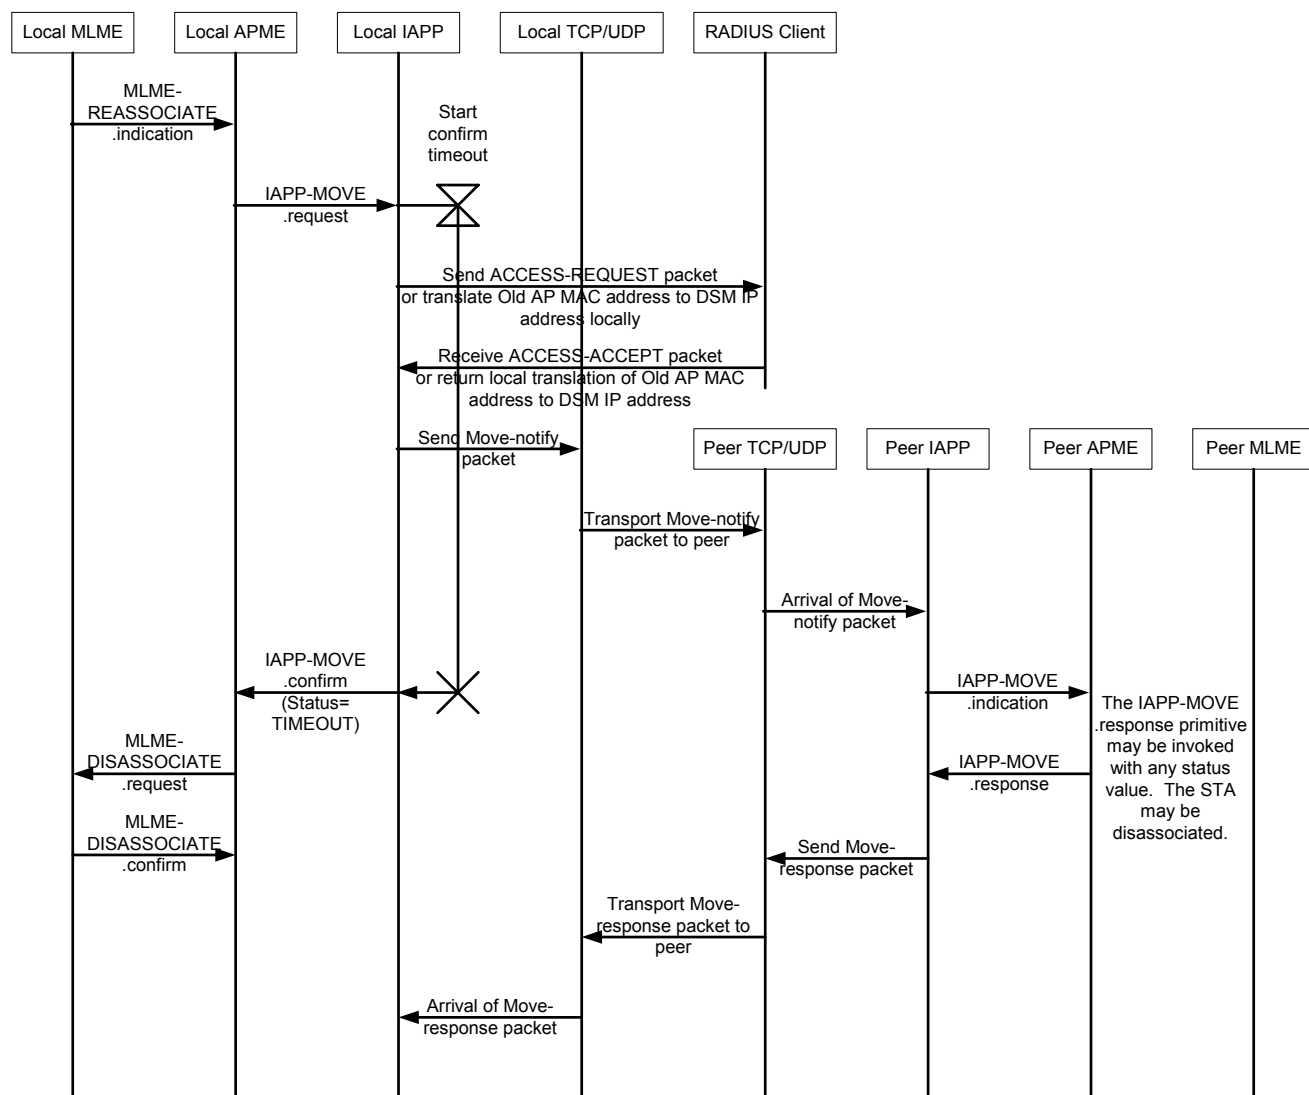 Local MLME
Local APME
Local IAPP
Local TCP/UDP
RADIUS Client
MLME-
REASSOCIATE
.indication
Start
confirm
timeout
IAPP-MOVE
.request
Send ACCESS-REQUEST packet
or translate Old AP MAC address to DSM IP
address locally
Receive ACCESS-ACCEPT packet
or return local translation of Old AP MAC
address to DSM IP address
Send Move-notify
packet
Peer TCP/UDP
Peer IAPP
Peer APME
Peer MLME
Transport Move-notify
packet to peer
Arrival of Move-
notify packet
IAPP-MOVE
.confirm
(Status=
TIMEOUT)
IAPP-MOVE
.indication
The IAPP-MOVE
.response primitive
may be invoked
with any status
value.  The STA
may be
disassociated.
MLME-
DISASSOCIATE
.request
IAPP-MOVE
.response
MLME-
DISASSOCIATE
.confirm
Send Move-
response packet
Transport Move-
response packet to
peer
Arrival of Move-
response packet